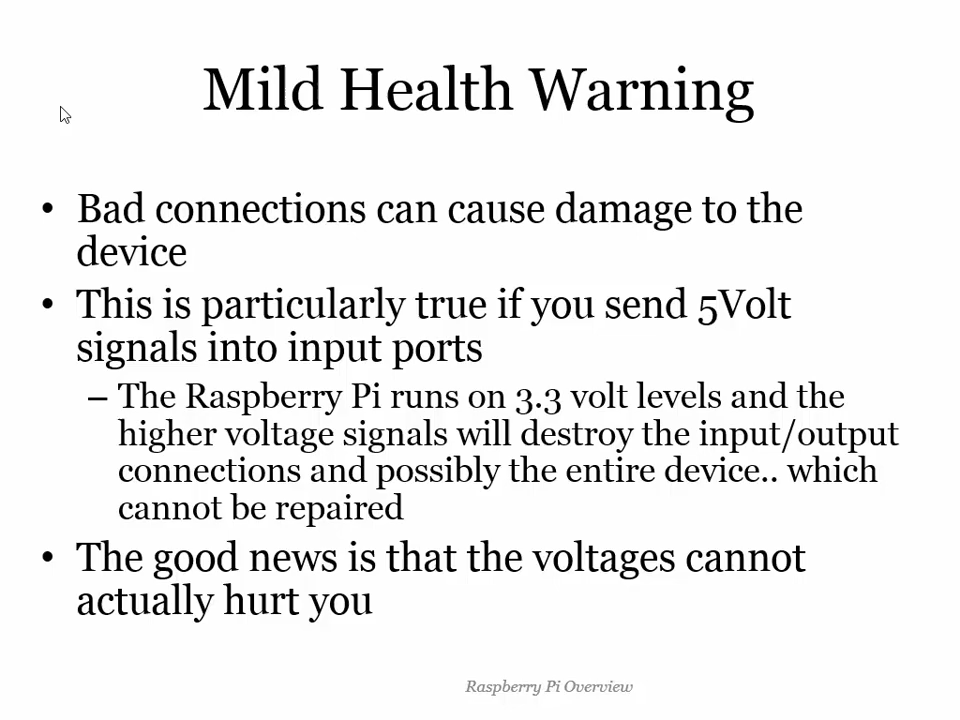 Mild Health Warning
• Bad connections can cause damage to the
device
• This is particularly true if you send 5Volt
signals into input ports
– The Raspberry Pi runs on 3.3 volt levels and the
higher voltage signals will destroy the input/output
connections and possibly the entire device.. which
cannot be repaired
• The good news is that the voltages cannot
actually hurt you
Raspberry Pi Overview